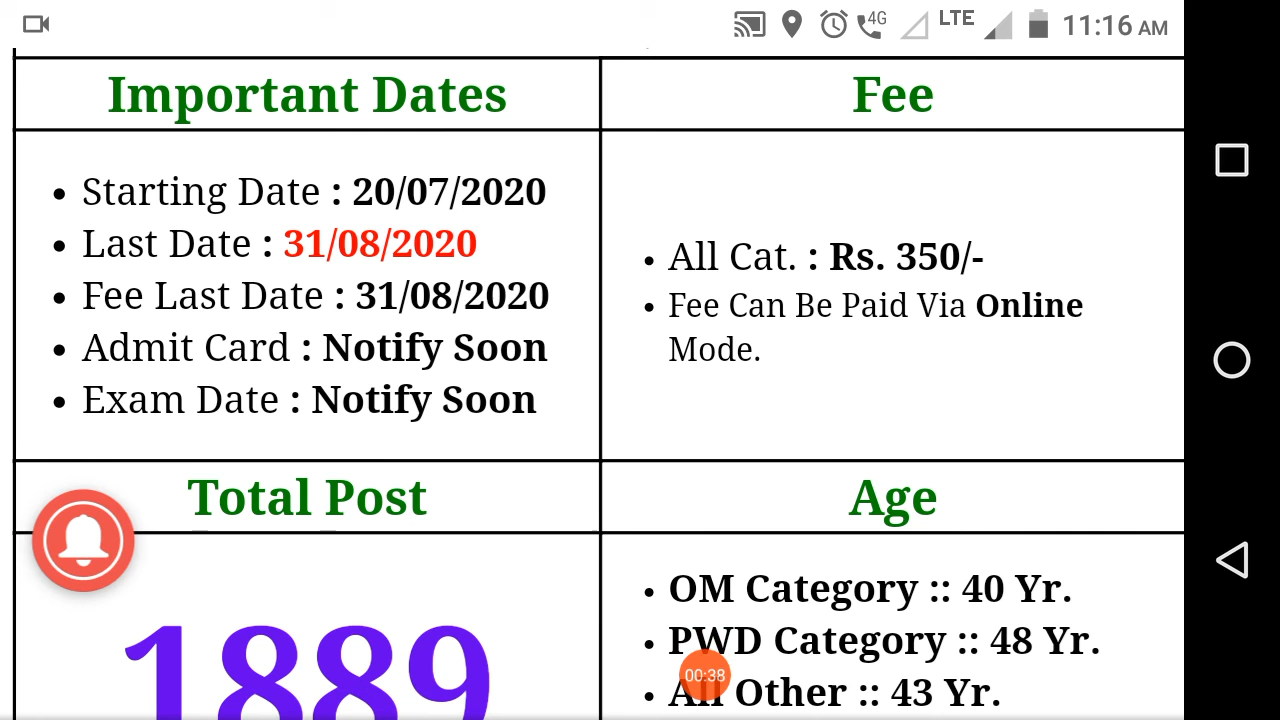 4G LTE 11:16 AM
Important Dates
Fee
Starting Date : 20/07/2020
Last Date : 31/08/2020
Fee Last Date : 31/08/2020
Admit Card : Notify Soon
Exam Date : Notify Soon
All Cat. : Rs. 350/-
Fee Can Be Paid Via Online
Mode.
Total Post
Age
1889
OM Category :: 40 Yr.
PWD Category :: 48 Yr.
All Other :: 43 Yr.
00:38